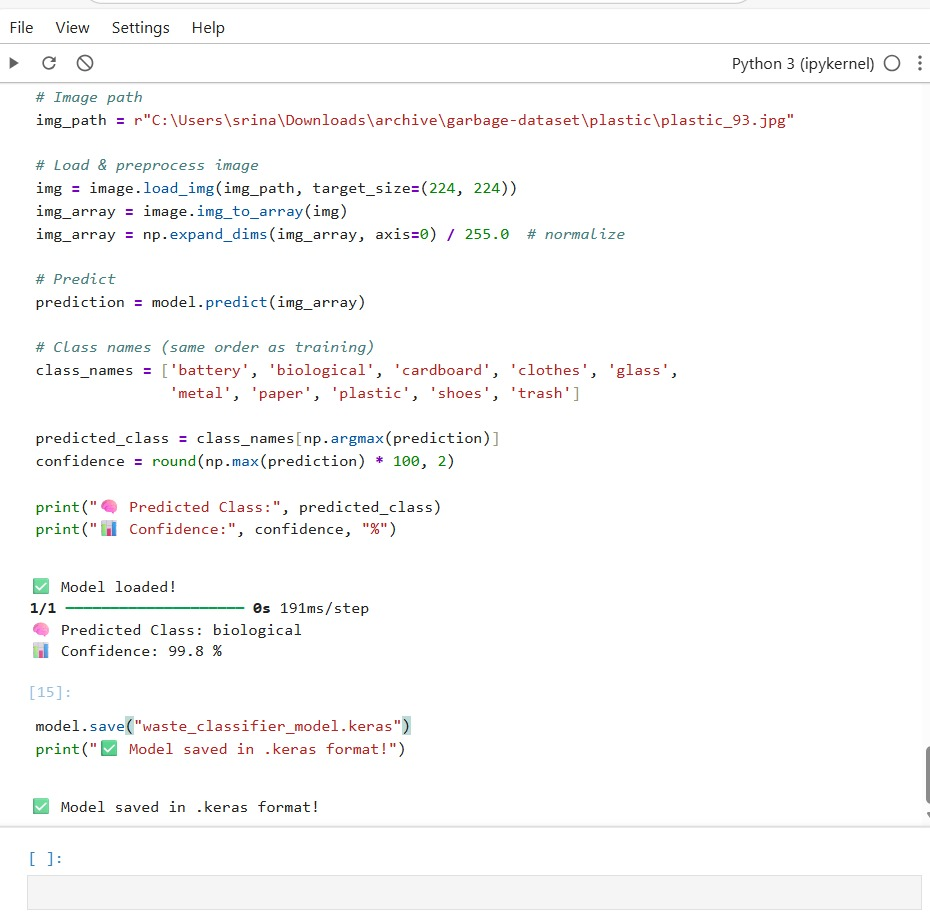 File View Settings Help
Python 3 (ipykernel)
# Image path
img_path = r"C:\Users\srina\Downloads\archive\garbage-dataset\plastic\plastic_93.jpg"
# Load & preprocess image
img = image.load_img(img_path, target_size=(224, 224))
img_array = image.img_to_array(img)
img_array = np.expand_dims(img_array, axis=0) / 255.0  # normalize
# Predict
prediction = model.predict(img_array)
# Class names (same order as training)
class_names = ['battery', 'biological', 'cardboard', 'clothes', 'glass',
'metal', 'paper', 'plastic', 'shoes', 'trash']
predicted_class = class_names[np.argmax(prediction)]
confidence = round(np.max(prediction) * 100, 2)
print("🧠 Predicted Class:", predicted_class)
print("📊 Confidence:", confidence, "%")
✅ Model loaded!
1/1 ━━━━━━━━━━━━━━━━━━━━ 0s 191ms/step
🧠 Predicted Class: biological
📊 Confidence: 99.8 %
[15]:
model.save("waste_classifier_model.keras")
print("✅ Model saved in .keras format!")
✅ Model saved in .keras format!
[ ]: